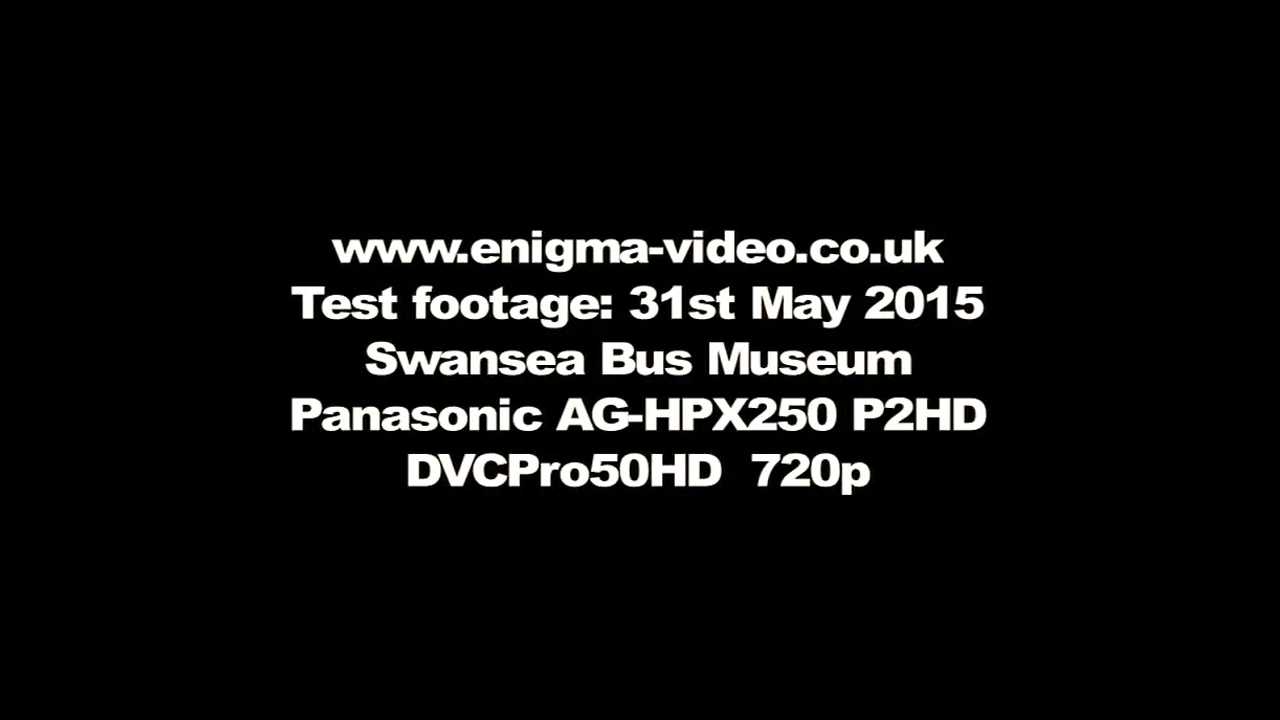 www.enigma-video.co.uk
Test footage: 31st May 2015
Swansea Bus Museum
Panasonic AG-HPX250 P2HD
DVCPro50HD  720p